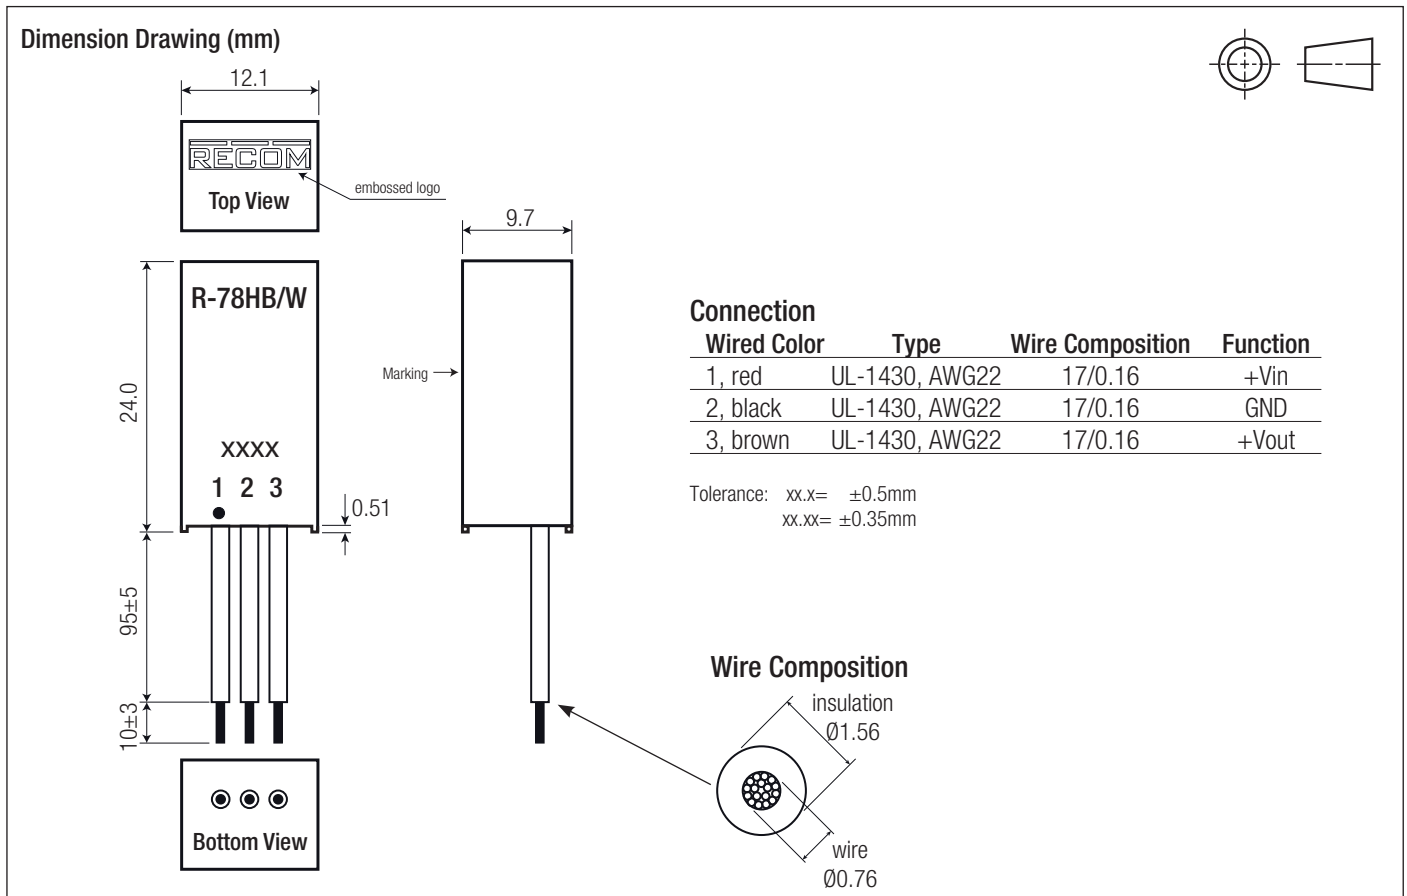 Dimension Drawing (mm)
12.1
RECOM
Top View
embossed logo
9.7
R-78HB/W
24.0
Marking
XXXX
1 2 3
0.51
95±5
10±3
Bottom View
Connection
Wired Color Type Wire Composition Function
1, red UL-1430, AWG22 17/0.16 +Vin
2, black UL-1430, AWG22 17/0.16 GND
3, brown UL-1430, AWG22 17/0.16 +Vout
Tolerance: xx.x= ±0.5mm
xx.xx= ±0.35mm
Wire Composition
insulation
Ø1.56
wire
Ø0.76